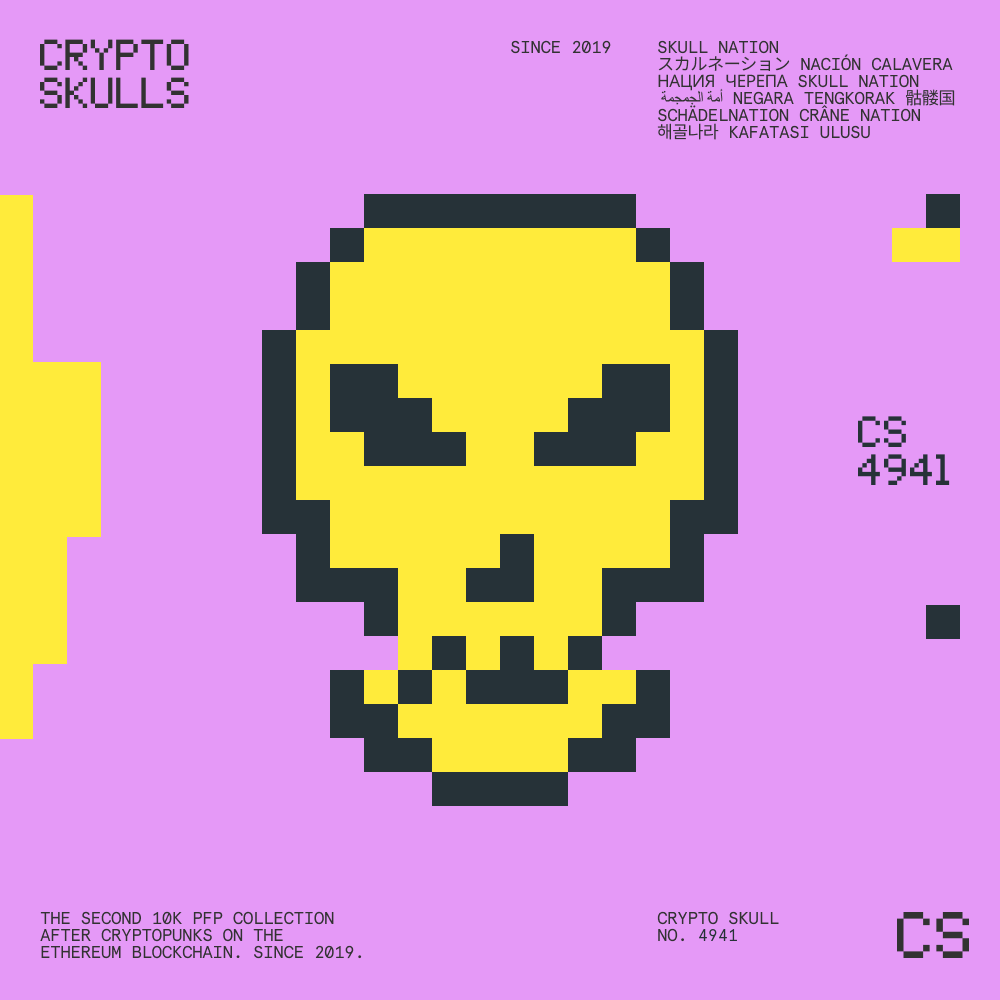 CRYPTO
SKULLS
SINCE 2019
SKULL NATION
スカルネーション NACIÓN CALAVERA
НАЦИЯ ЧЕРЕПА SKULL NATION
أمة الجمجمة NEGARA TENGKORAK 骷髅国
SCHÄDELNATION CRÂNE NATION
해골나라 KAFATASI ULUSU
CS
4941
THE SECOND 10K PFP COLLECTION
AFTER CRYPTOPUNKS ON THE
ETHEREUM BLOCKCHAIN. SINCE 2019.
CRYPTO SKULL
NO. 4941
CS